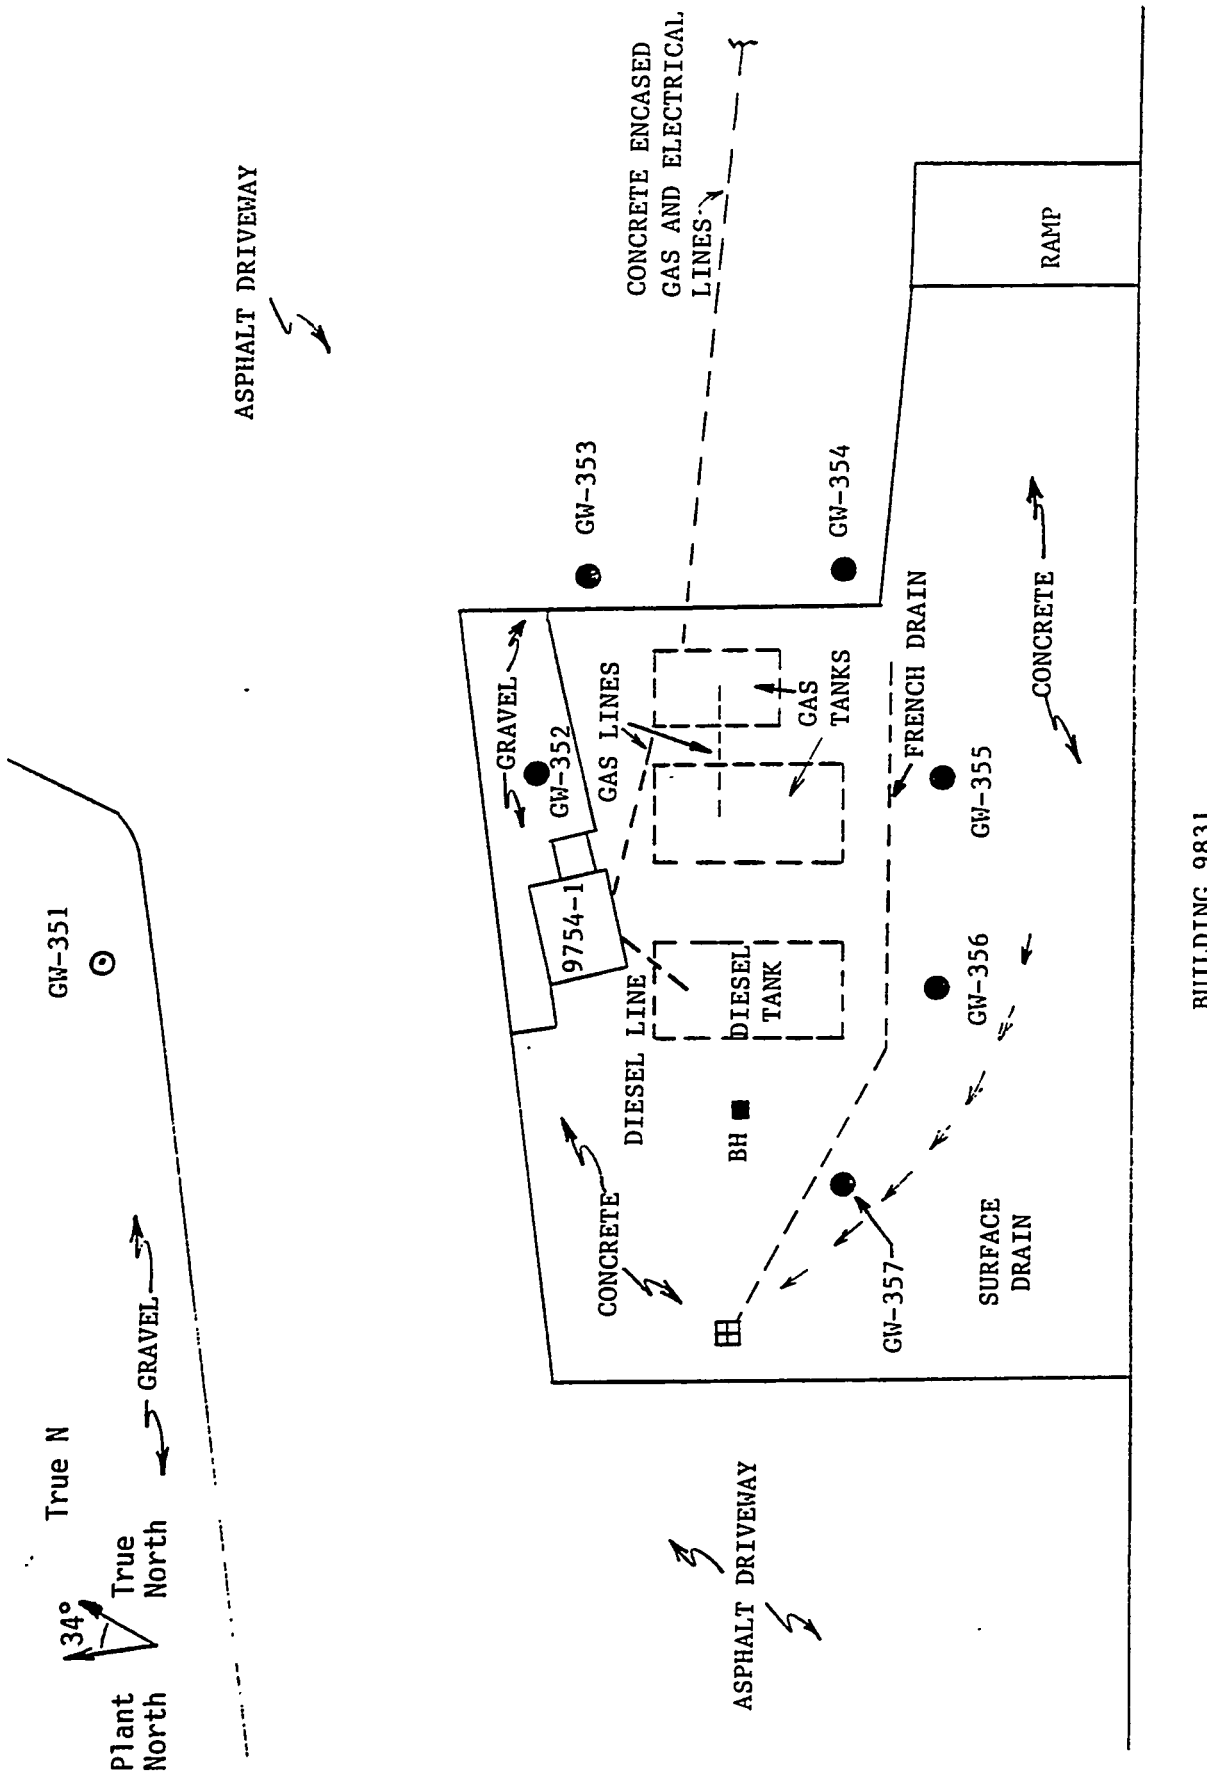 Plant
North
34°
True
North
True N
GRAVEL
GW-351
ASPHALT DRIVEWAY
CONCRETE ENCASED
GAS AND ELECTRICAL
LINES
GRAVEL
GW-352
GW-353
GAS LINES
9754-1
DIESEL LINE
CONCRETE
BH
DIESEL
TANK
GAS
TANKS
GW-354
FRENCH DRAIN
GW-355
GW-356
GW-357
SURFACE
DRAIN
CONCRETE
RAMP
ASPHALT DRIVEWAY
BUILDING 9831